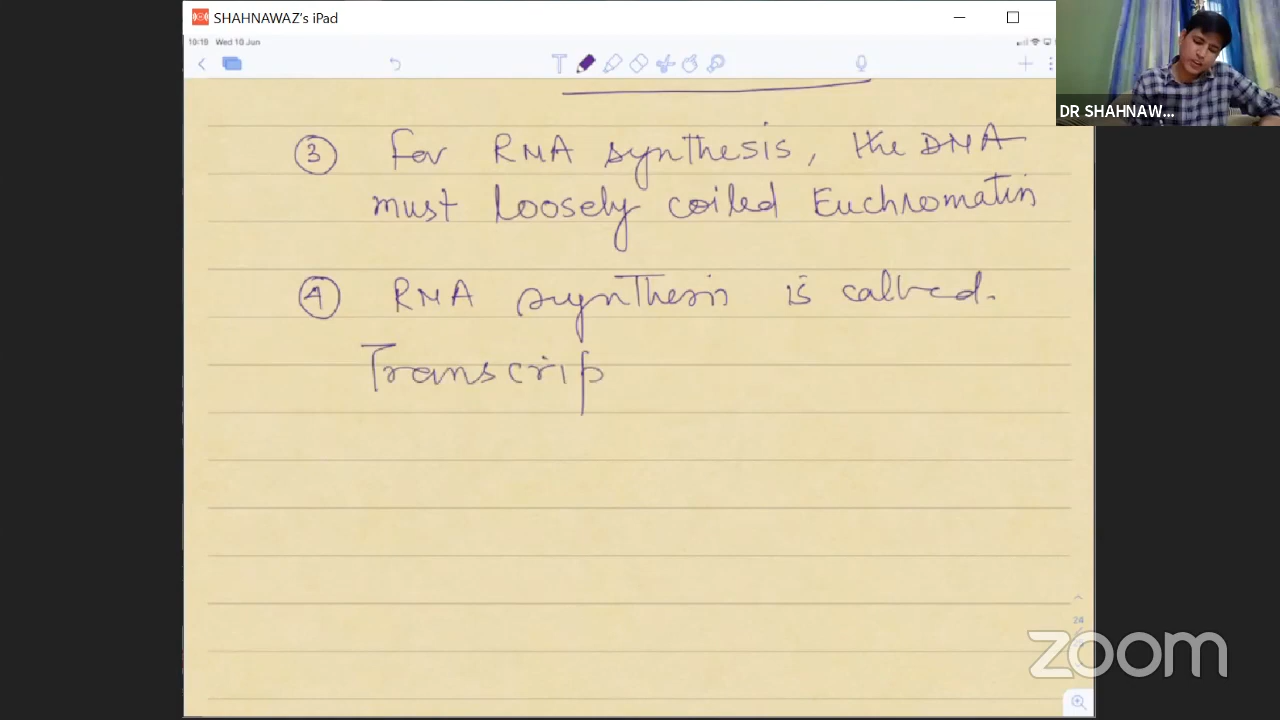 SHAHNAWAZ's iPad
10:19 Wed 10 Jun
DR SHAHNAW...
③ for RNA synthesis, the DNA
must Loosely coiled Euchromatin
④ RNA synthesis is called.
Transcrip
24
zoom